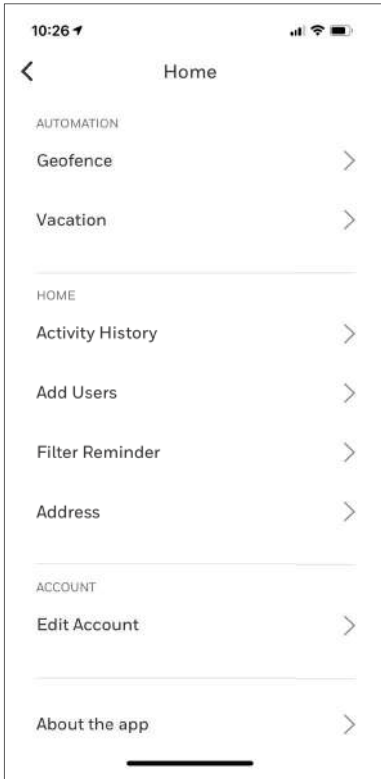 10:26
Home
AUTOMATION
Geofence
Vacation
HOME
Activity History
Add Users
Filter Reminder
Address
ACCOUNT
Edit Account
About the app